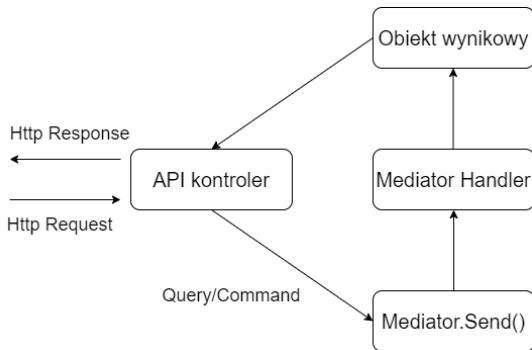 Obiekt wynikowy
Http Response
API kontroler
Mediator Handler
Http Request
Query/Command
Mediator.Send()